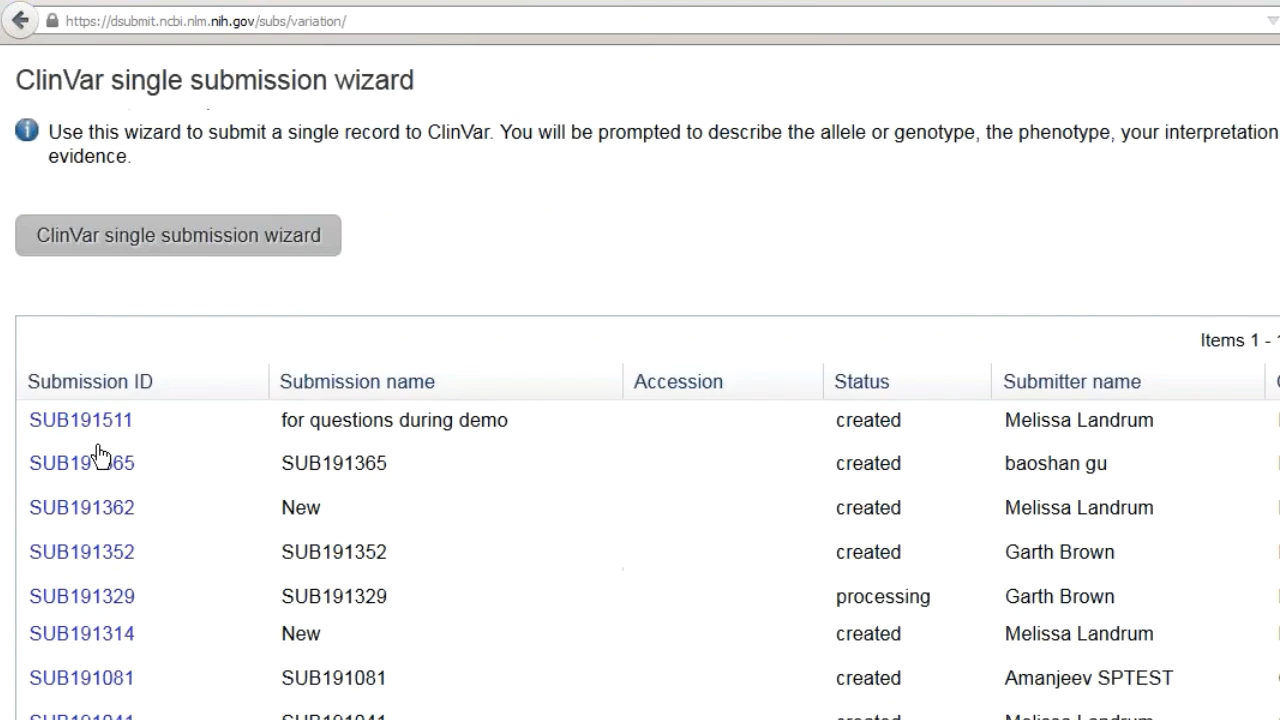 https://dsubmit.ncbi.nlm.nih.gov/subs/variation/
ClinVar single submission wizard
Use this wizard to submit a single record to ClinVar. You will be prompted to describe the allele or genotype, the phenotype, your interpretation
evidence.
ClinVar single submission wizard
Items 1 -
Submission ID Submission name Accession Status Submitter name
SUB191511 for questions during demo created Melissa Landrum
SUB191365 SUB191365 created baoshan gu
SUB191362 New created Melissa Landrum
SUB191352 SUB191352 created Garth Brown
SUB191329 SUB191329 processing Garth Brown
SUB191314 New created Melissa Landrum
SUB191081 SUB191081 created Amanjeev SPTEST